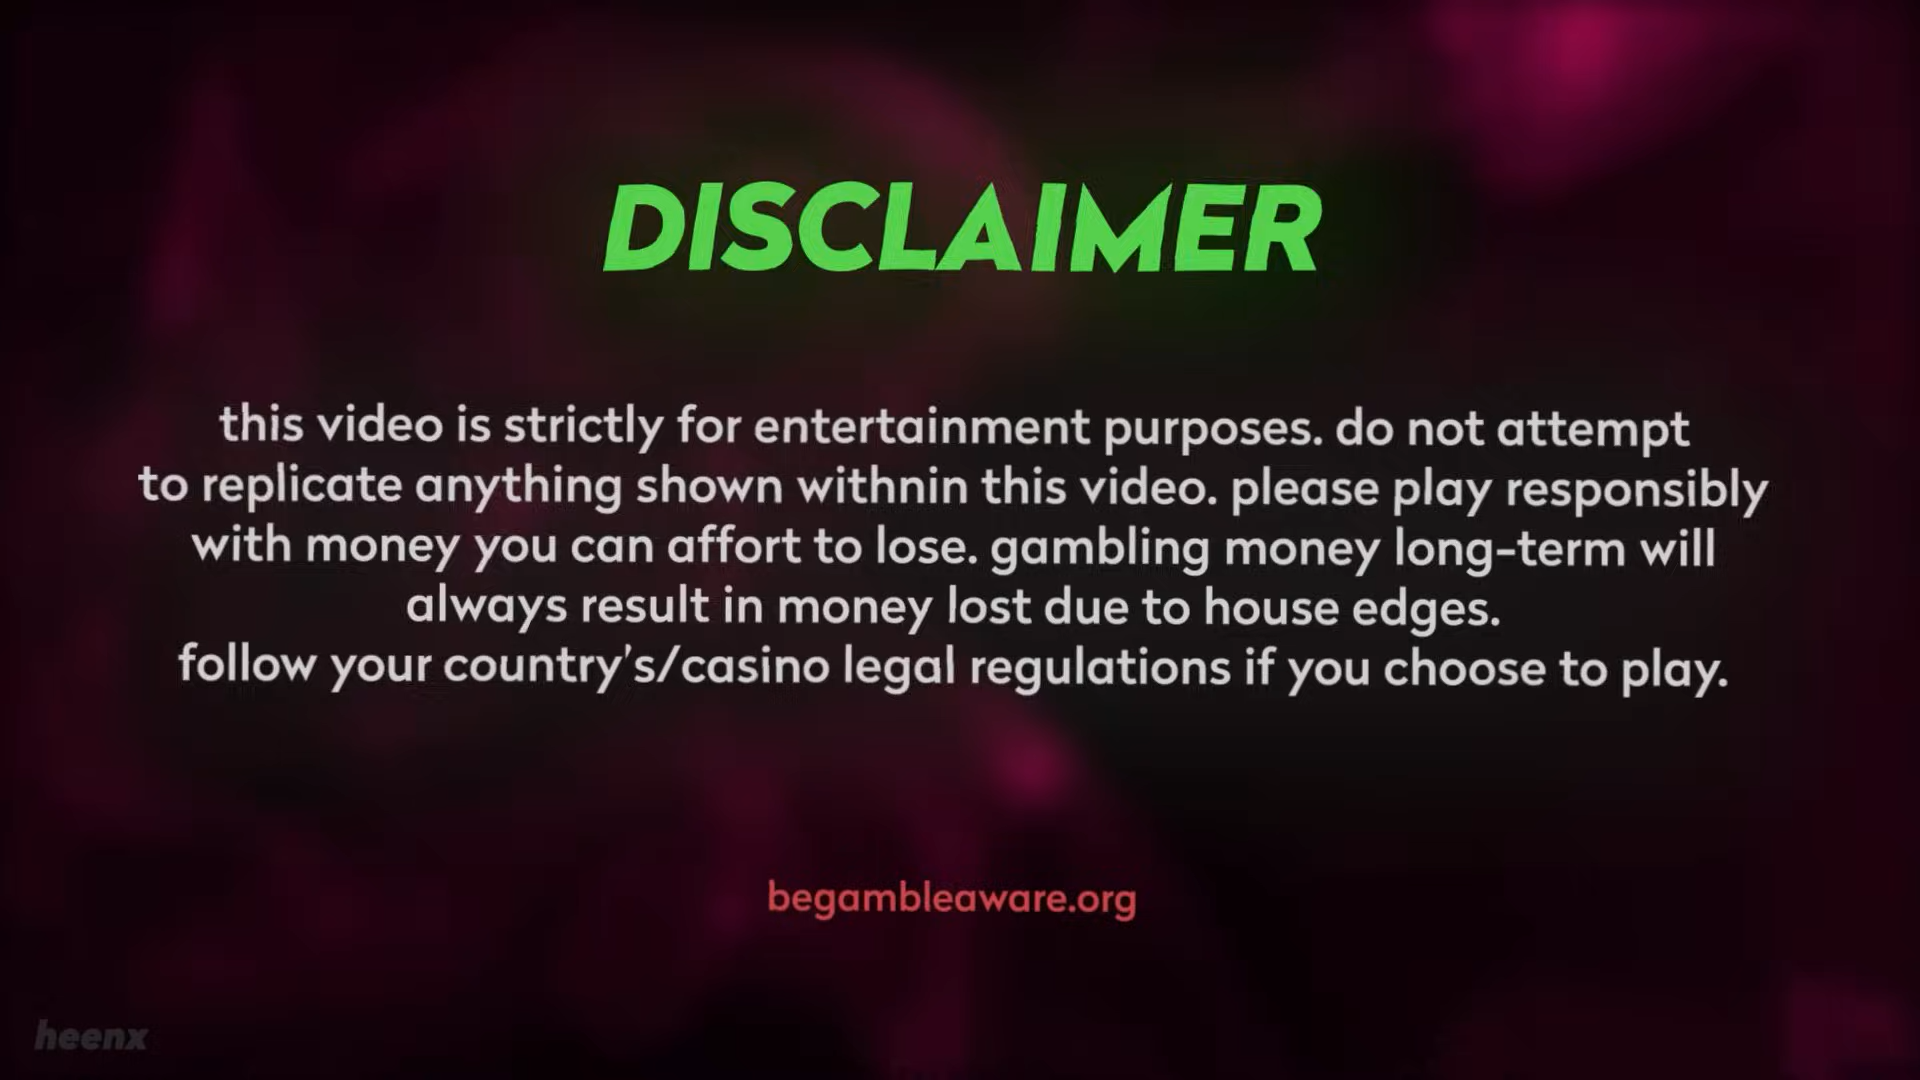 DISCLAIMER
this video is strictly for entertainment purposes. do not attempt
to replicate anything shown withnin this video. please play responsibly
with money you can affort to lose. gambling money long-term will
always result in money lost due to house edges.
follow your country's/casino legal regulations if you choose to play.
begambleaware.org
heenx